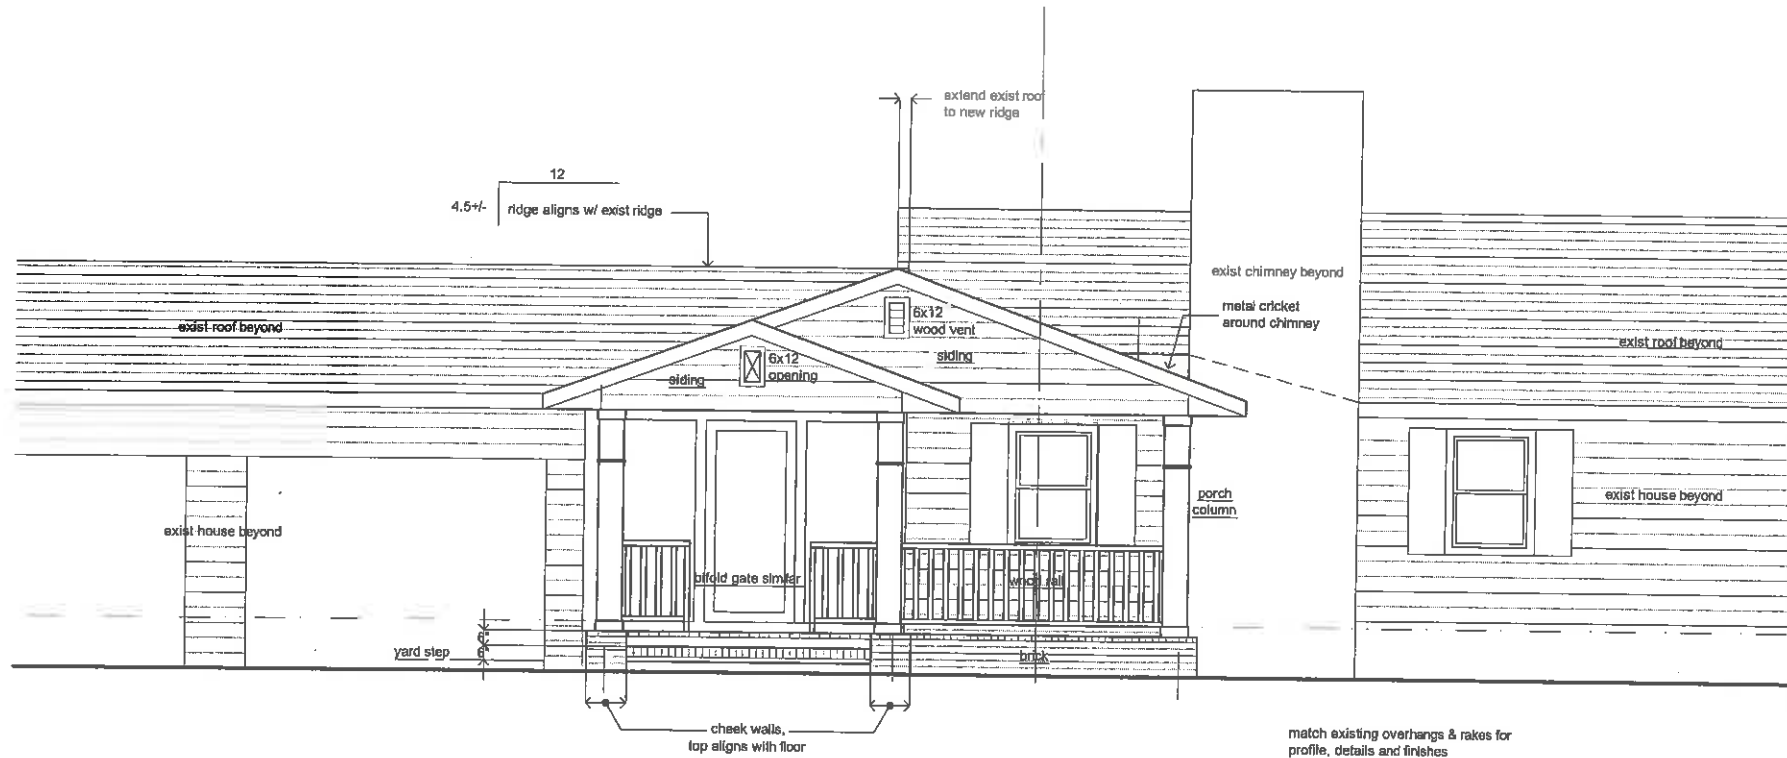 extend exist roof
to new ridge
12
4.5+/-
ridge aligns w/ exist ridge
exist chimney beyond
metal cricket
around chimney
6x12
wood vent
exist roof beyond
exist roof beyond
siding
6x12
opening
siding
porch
column
exist house beyond
exist house beyond
bifold gate similar
wood rail
6"
6"
yard step
brick
cheek walls,
top aligns with floor
match existing overhangs & rakes for
profile, details and finishes